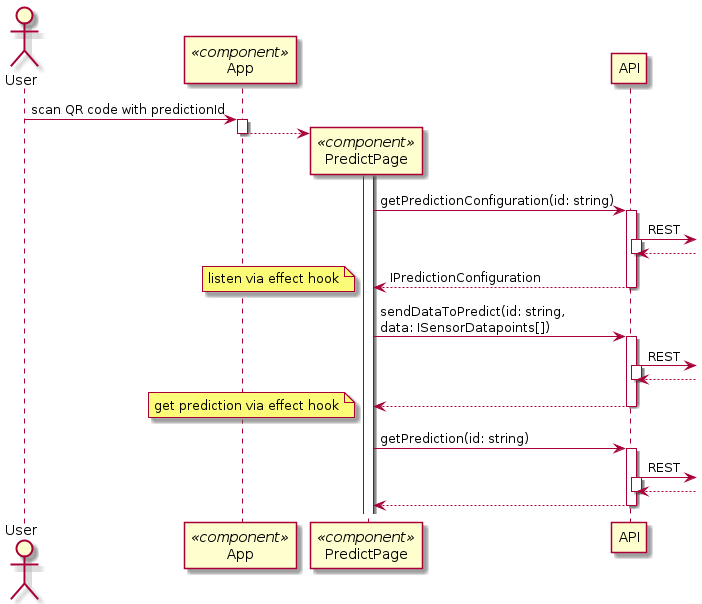 User
«component»
App
API
scan QR code with predictionId
«component»
PredictPage
getPredictionConfiguration(id: string)
REST
listen via effect hook
IPredictionConfiguration
sendDataToPredict(id: string,
data: ISensorDatapoints[])
REST
get prediction via effect hook
getPrediction(id: string)
REST
User
«component»
App
«component»
PredictPage
API